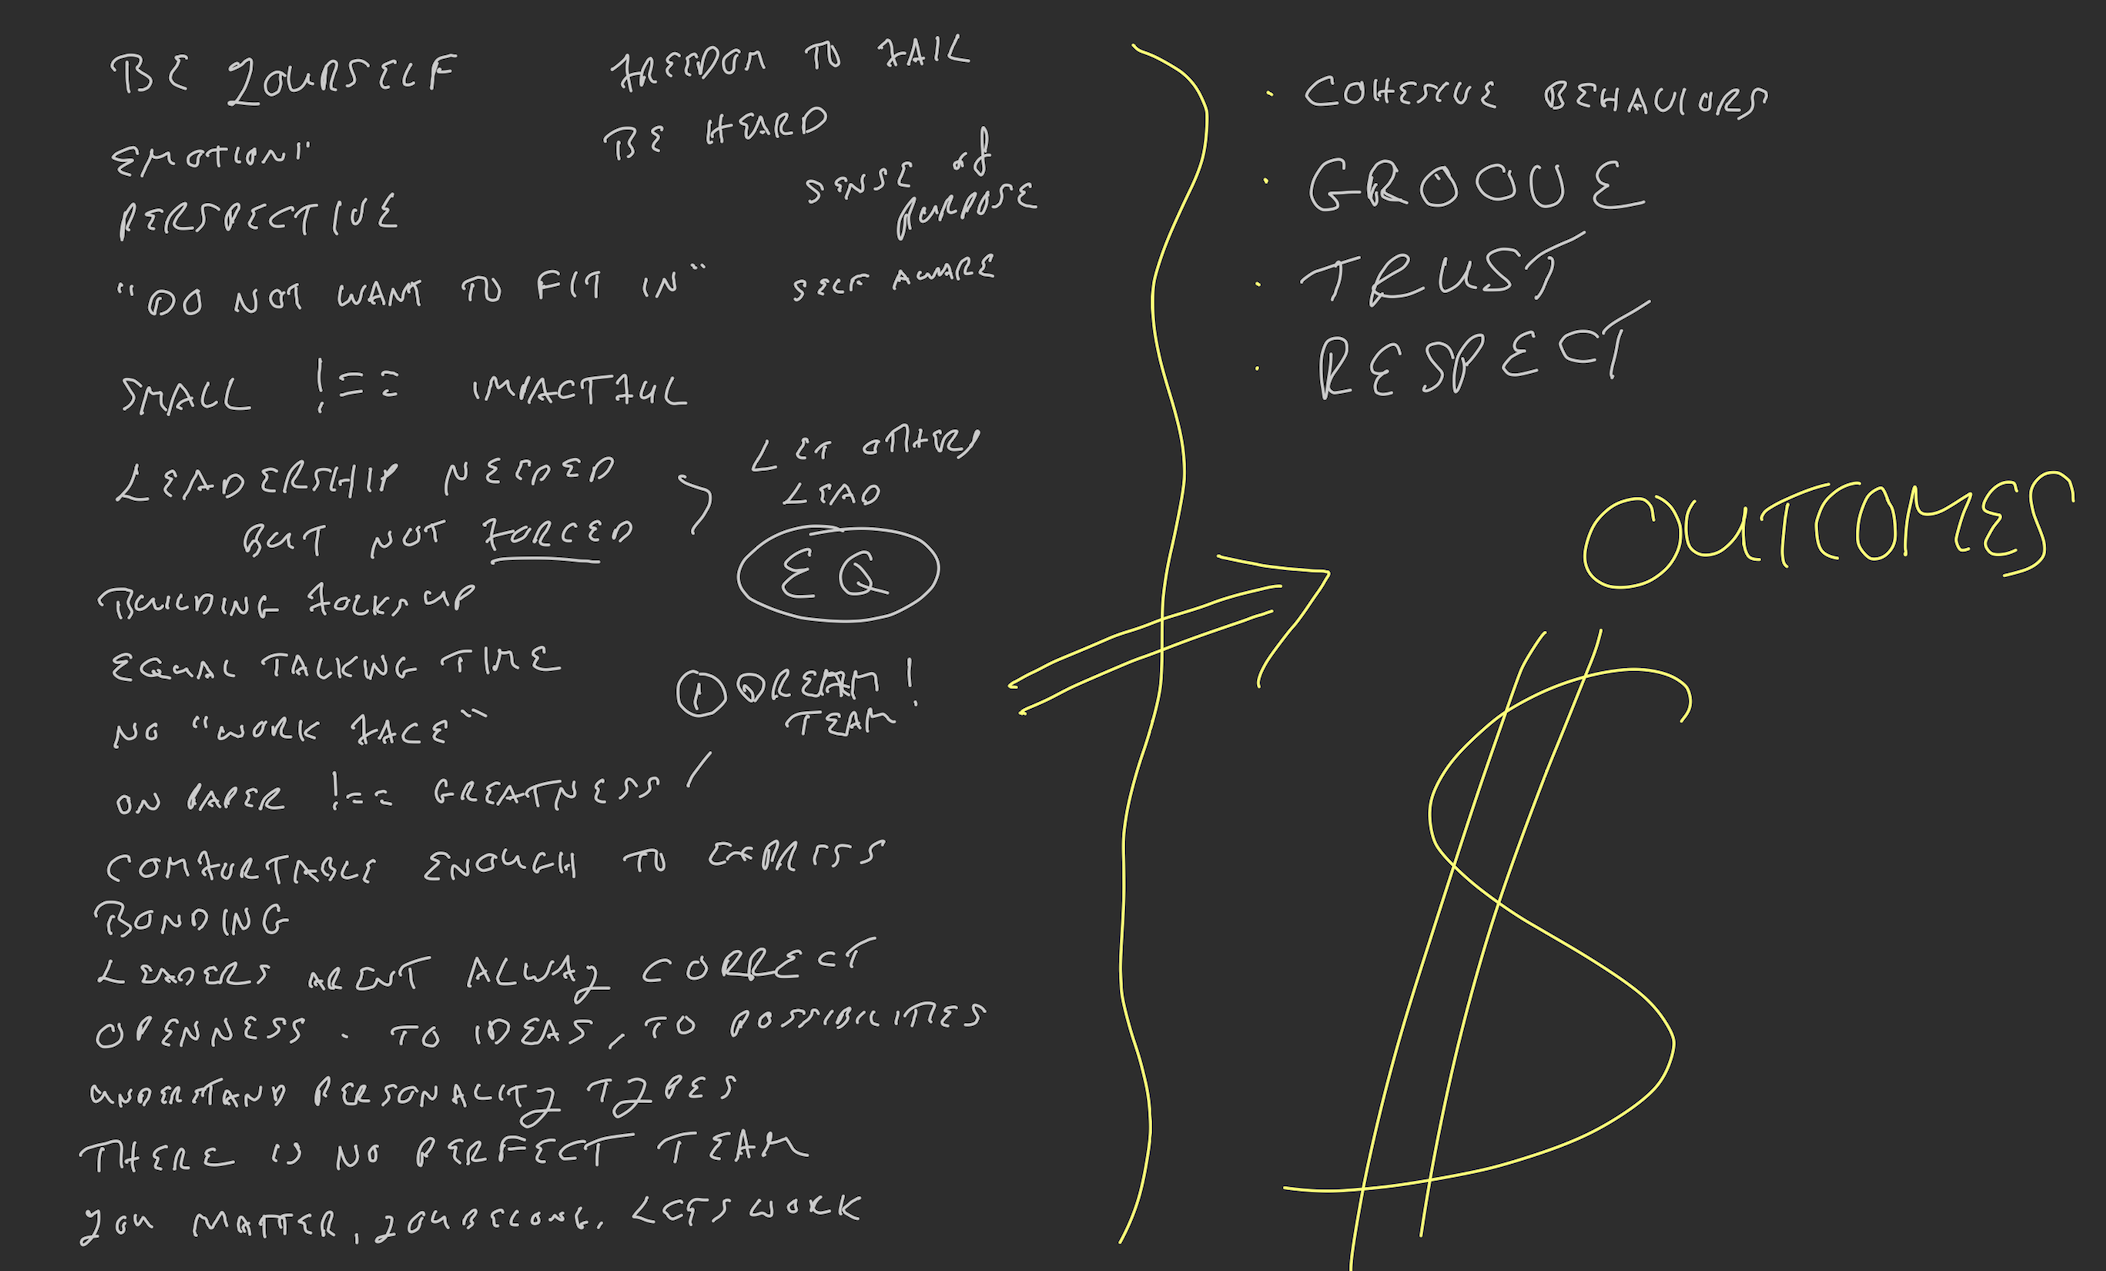 BE YOURSELF
FREEDOM TO FAIL
EMOTION"
BE HEARD
PERSPECTIVE
SENSE of
PURPOSE
"DO NOT WANT TO FIT IN"
SELF AWARE
SMALL !== IMPACTFUL
LEADERSHIP NEEDED
BUT NOT FORCED
LET OTHERS
LEAD
EQ
BUILDING FOLKS UP
EQUAL TALKING TIME
NO "WORK FACE"
1 DREAM!
TEAM
ON PAPER !== GREATNESS
COMFORTABLE ENOUGH TO EXPRESS
BONDING
LEADERS ARENT ALWAY CORRECT
OPENNESS . TO IDEAS, TO POSSIBILITIES
UNDERSTAND PERSONALITY TYPES
THERE IS NO PERFECT TEAM
YOU MATTER, YOU BELONG, LETS WORK
· COHESIVE BEHAVIORS
· GROOVE
· TRUST
· RESPECT
OUTCOMES
$